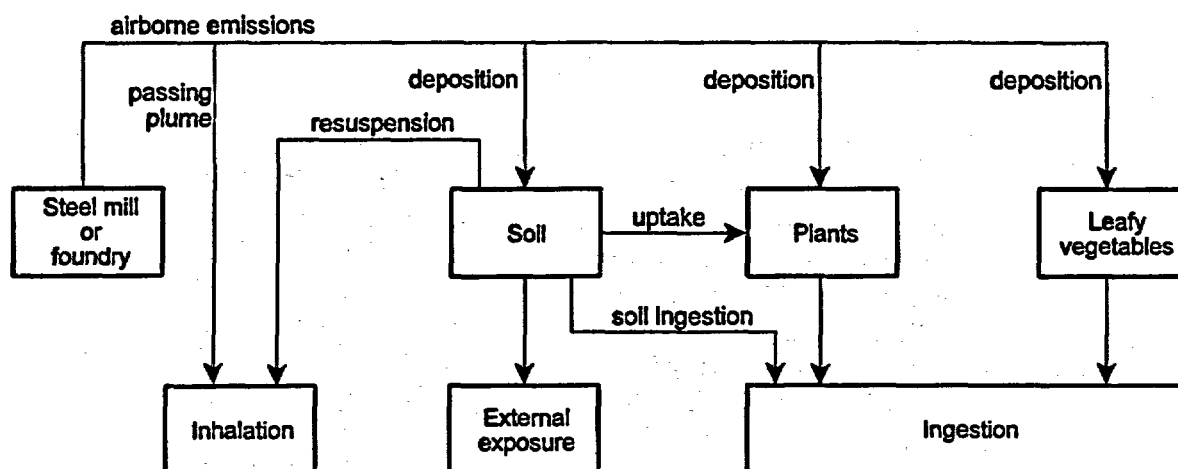 airborne emissions
passing
plume
deposition
deposition
deposition
resuspension
Steel mill
or
foundry
Soil
uptake
Plants
Leafy
vegetables
soil ingestion
Inhalation
External
exposure
Ingestion